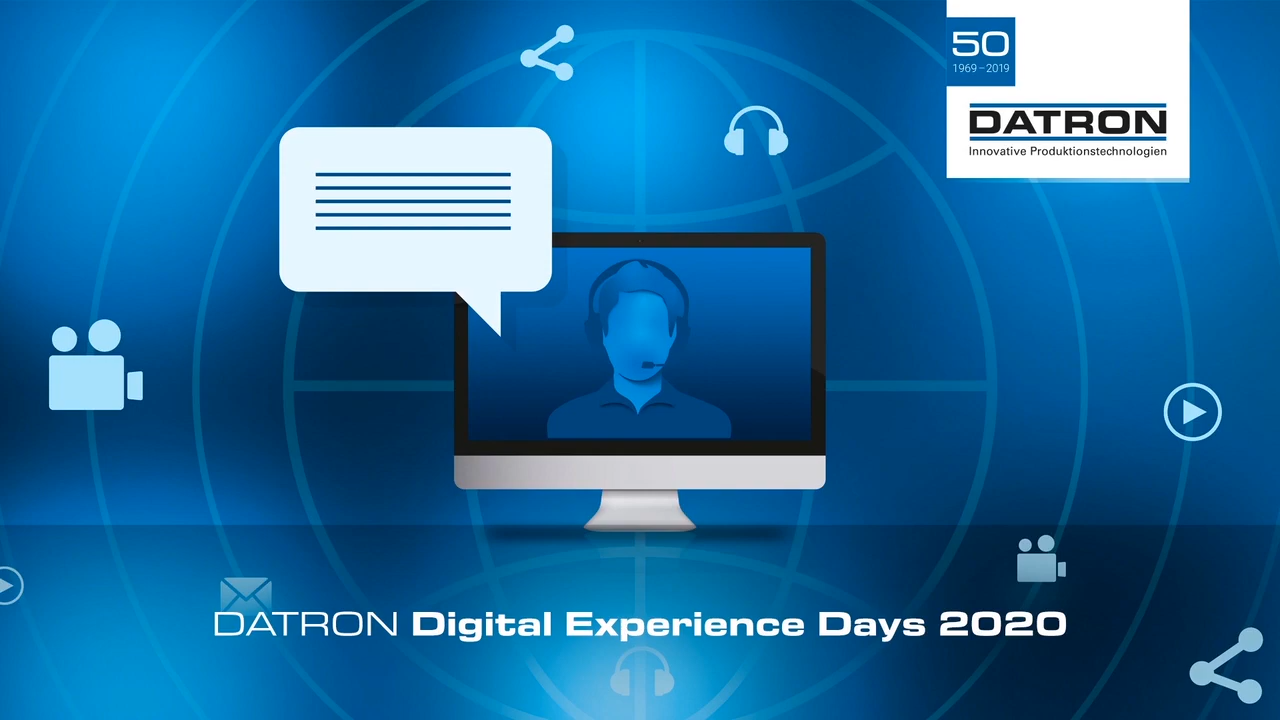 50
1969–2019
DATRON
Innovative Produktionstechnologien
DATRON Digital Experience Days 2020